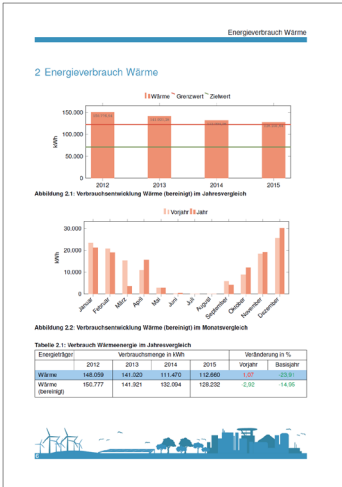 Energieverbrauch Wärme
2 Energieverbrauch Wärme
Wärme Grenzwert Zielwert
150.000
100.000
50.000
0
kWh
2012 2013 2014 2015
Abbildung 2.1: Verbrauchsentwicklung Wärme (bereinigt) im Jahresvergleich
Vorjahr Jahr
30.000
20.000
10.000
0
kWh
Januar Februar März April Mai Juni Juli August September Oktober November Dezember
Abbildung 2.2: Verbrauchsentwicklung Wärme (bereinigt) im Monatsvergleich
Tabelle 2.1: Verbrauch Wärmeenergie im Jahresvergleich
Energieträger Verbrauchsmenge in kWh Veränderung in %
2012 2013 2014 2015 Vorjahr Basisjahr
Wärme 148.059 141.020 111.470 112.660 1,07 -23,91
Wärme 150.777 141.921 132.094 128.232 -2,92 -14,95
(bereinigt)